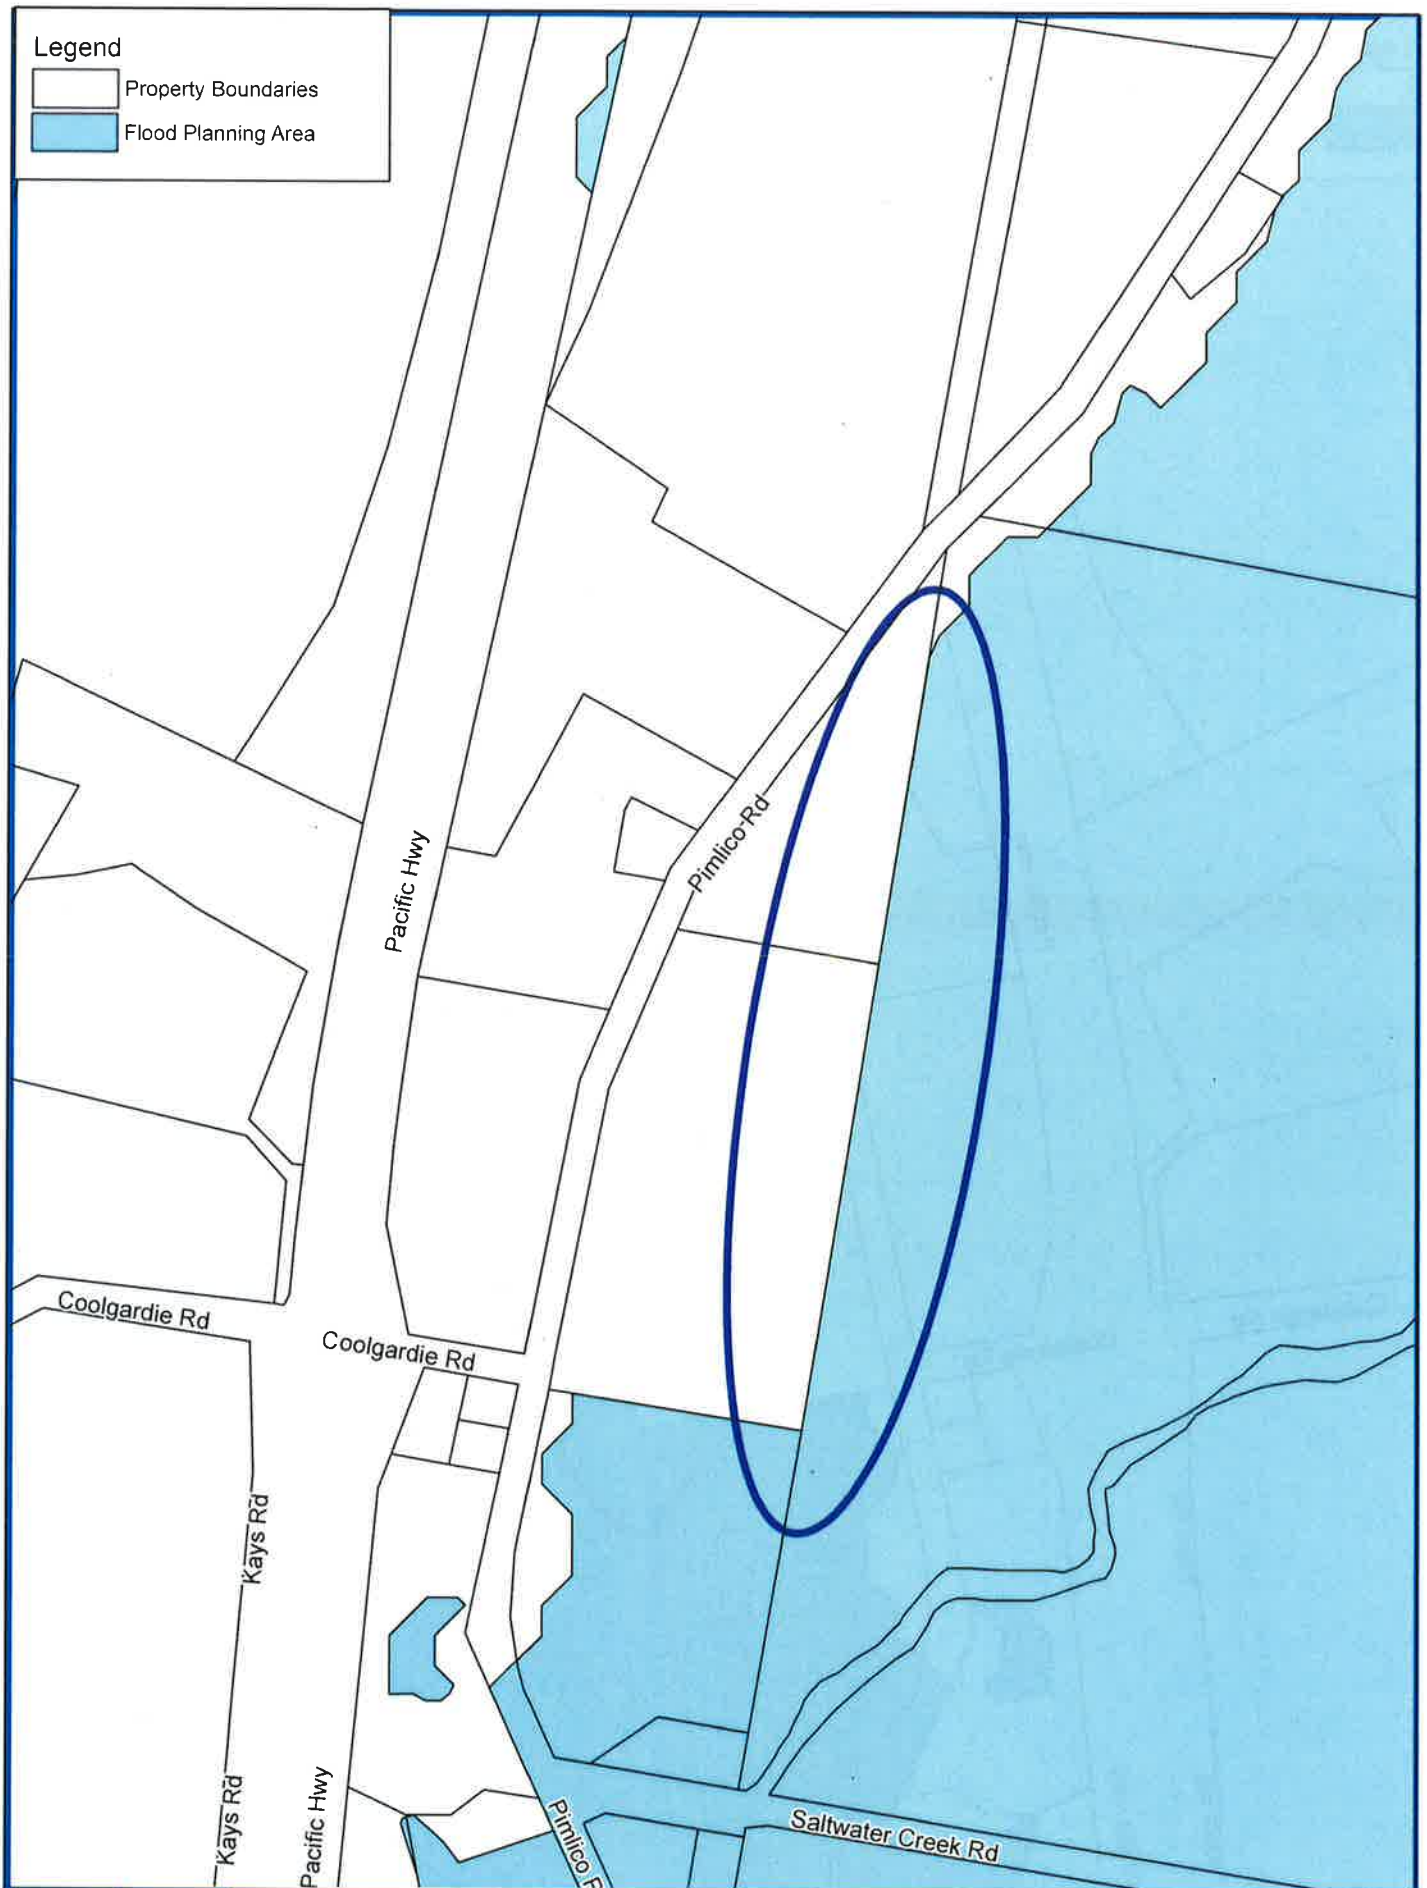 Legend
Property Boundaries
Flood Planning Area
Pimlico Rd
Pacific Hwy
Coolgardie Rd
Coolgardie Rd
Kays Rd
Kays Rd
Pacific Hwy
Pimlico R
Saltwater Creek Rd